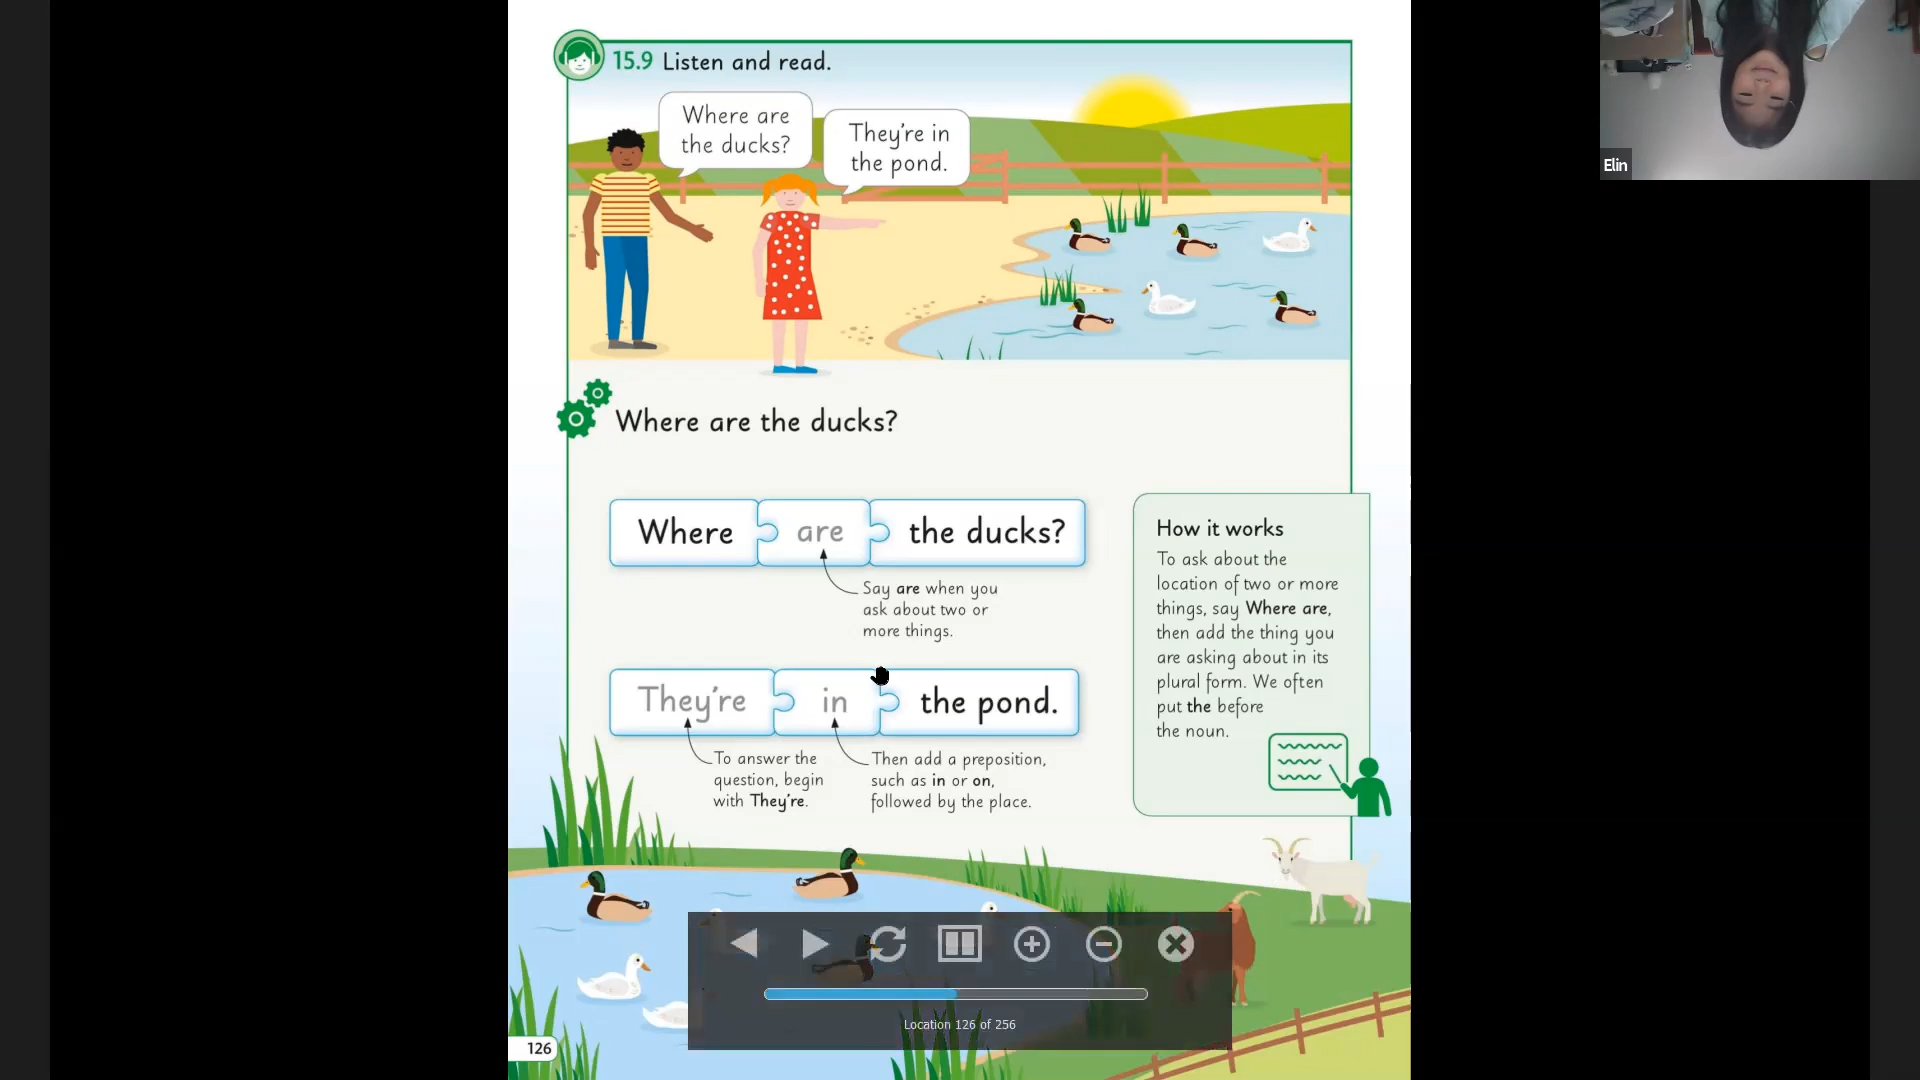 15.9 Listen and read.
Where are
the ducks?
They're in
the pond.
Where are the ducks?
Where are the ducks?
Say are when you
ask about two or
more things.
They're in the pond.
To answer the
question, begin
with They're.
Then add a preposition,
such as in or on,
followed by the place.
How it works
To ask about the
location of two or more
things, say Where are,
then add the thing you
are asking about in its
plural form. We often
put the before
the noun.
Location 126 of 256
126
Elin